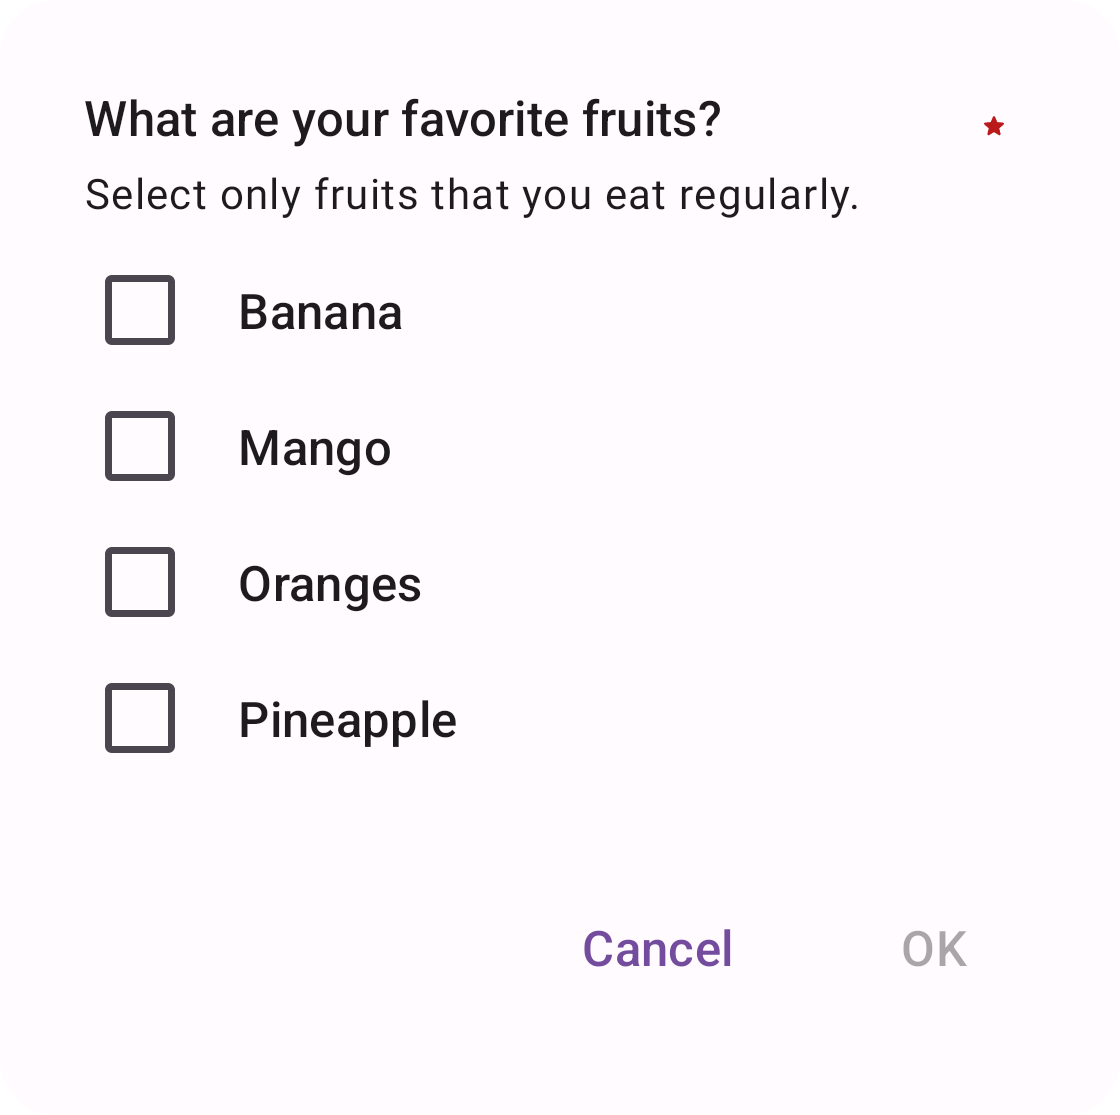 What are your favorite fruits?
Select only fruits that you eat regularly.
Banana
Mango
Oranges
Pineapple
Cancel OK